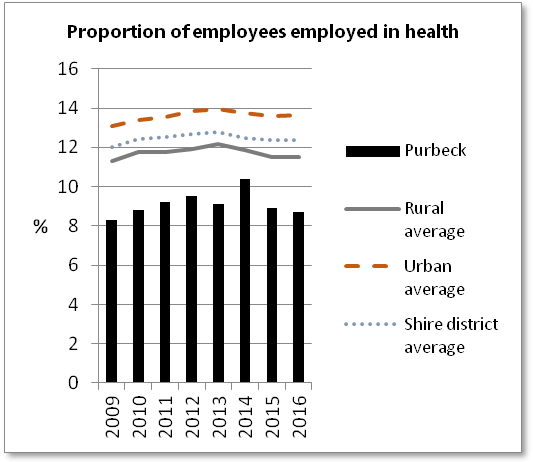 Proportion of employees employed in health
16
14
12
10
8
6
4
2
0
%
2009
2010
2011
2012
2013
2014
2015
2016
Purbeck
Rural
average
Urban
average
Shire district
average